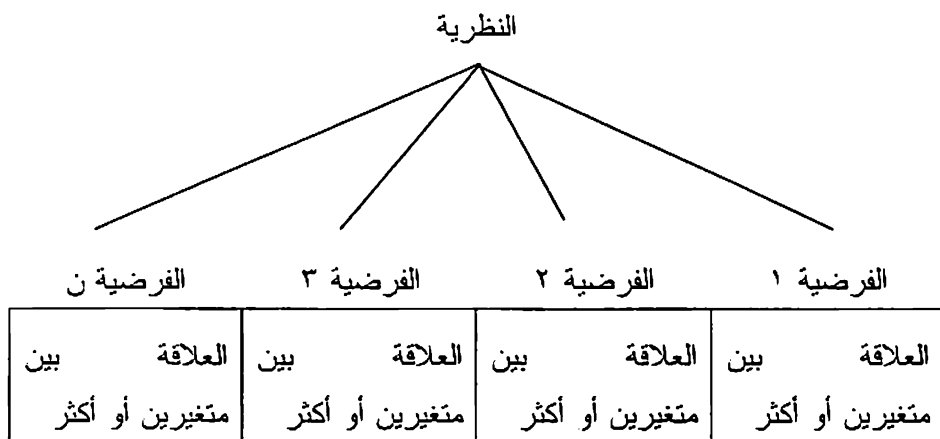 النظرية
الفرضية ١ الفرضية ٢ الفرضية ٣ الفرضية ن
العلاقة بين العلاقة بين العلاقة بين العلاقة بين
متغيرين أو أكثر متغيرين أو أكثر متغيرين أو أكثر متغيرين أو أكثر